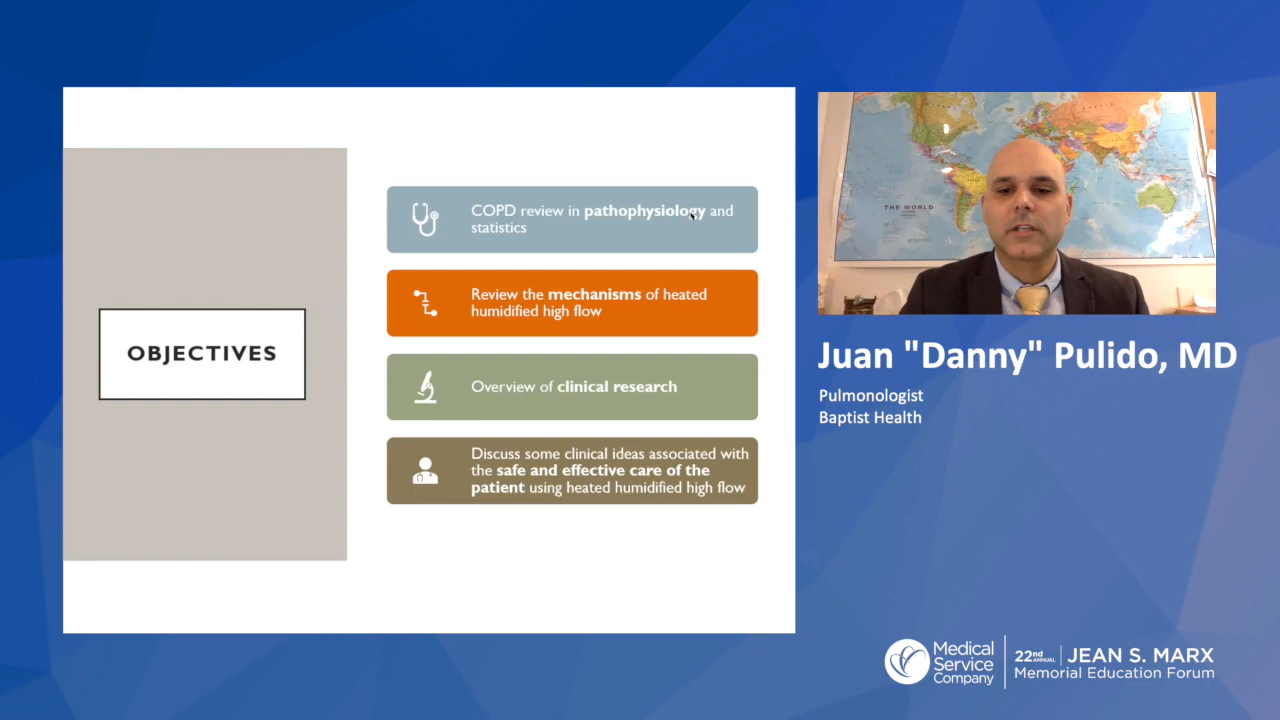 OBJECTIVES
COPD review in pathophysiology and
statistics
Review the mechanisms of heated
humidified high flow
Overview of clinical research
Discuss some clinical ideas associated with
the safe and effective care of the
patient using heated humidified high flow
THE WORLD
Juan "Danny" Pulido, MD
Pulmonologist
Baptist Health
Medical
Service
Company
22nd ANNUAL JEAN S. MARX
Memorial Education Forum